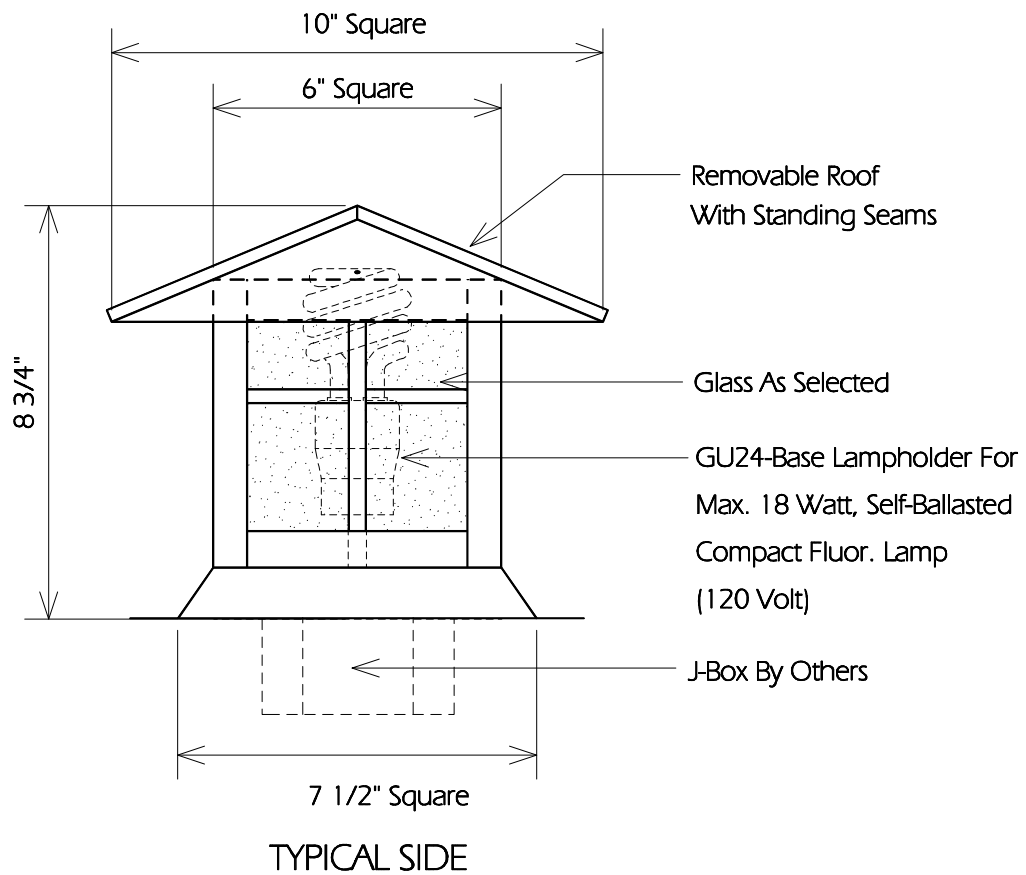 10" Square
6" Square
Removable Roof
With Standing Seams
8 3/4"
Glass As Selected
GU24-Base Lampholder For
Max. 18 Watt, Self-Ballasted
Compact Fluor. Lamp
(120 Volt)
J-Box By Others
7 1/2" Square
TYPICAL SIDE